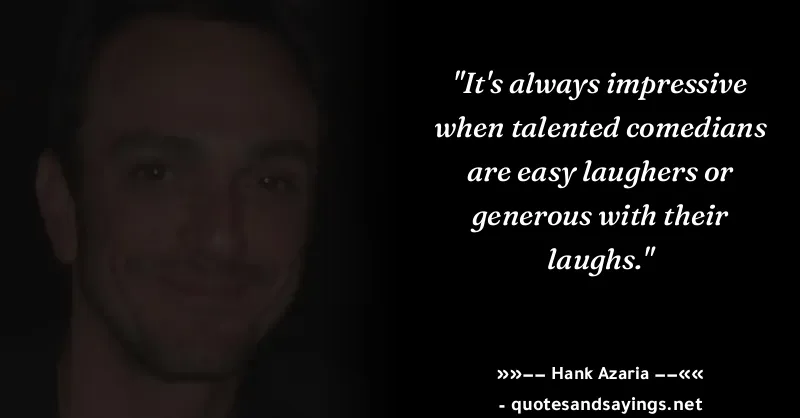 "It's always impressive
when talented comedians
are easy laughers or
generous with their
laughs."
»»−− Hank Azaria −−««
- quotesandsayings.net